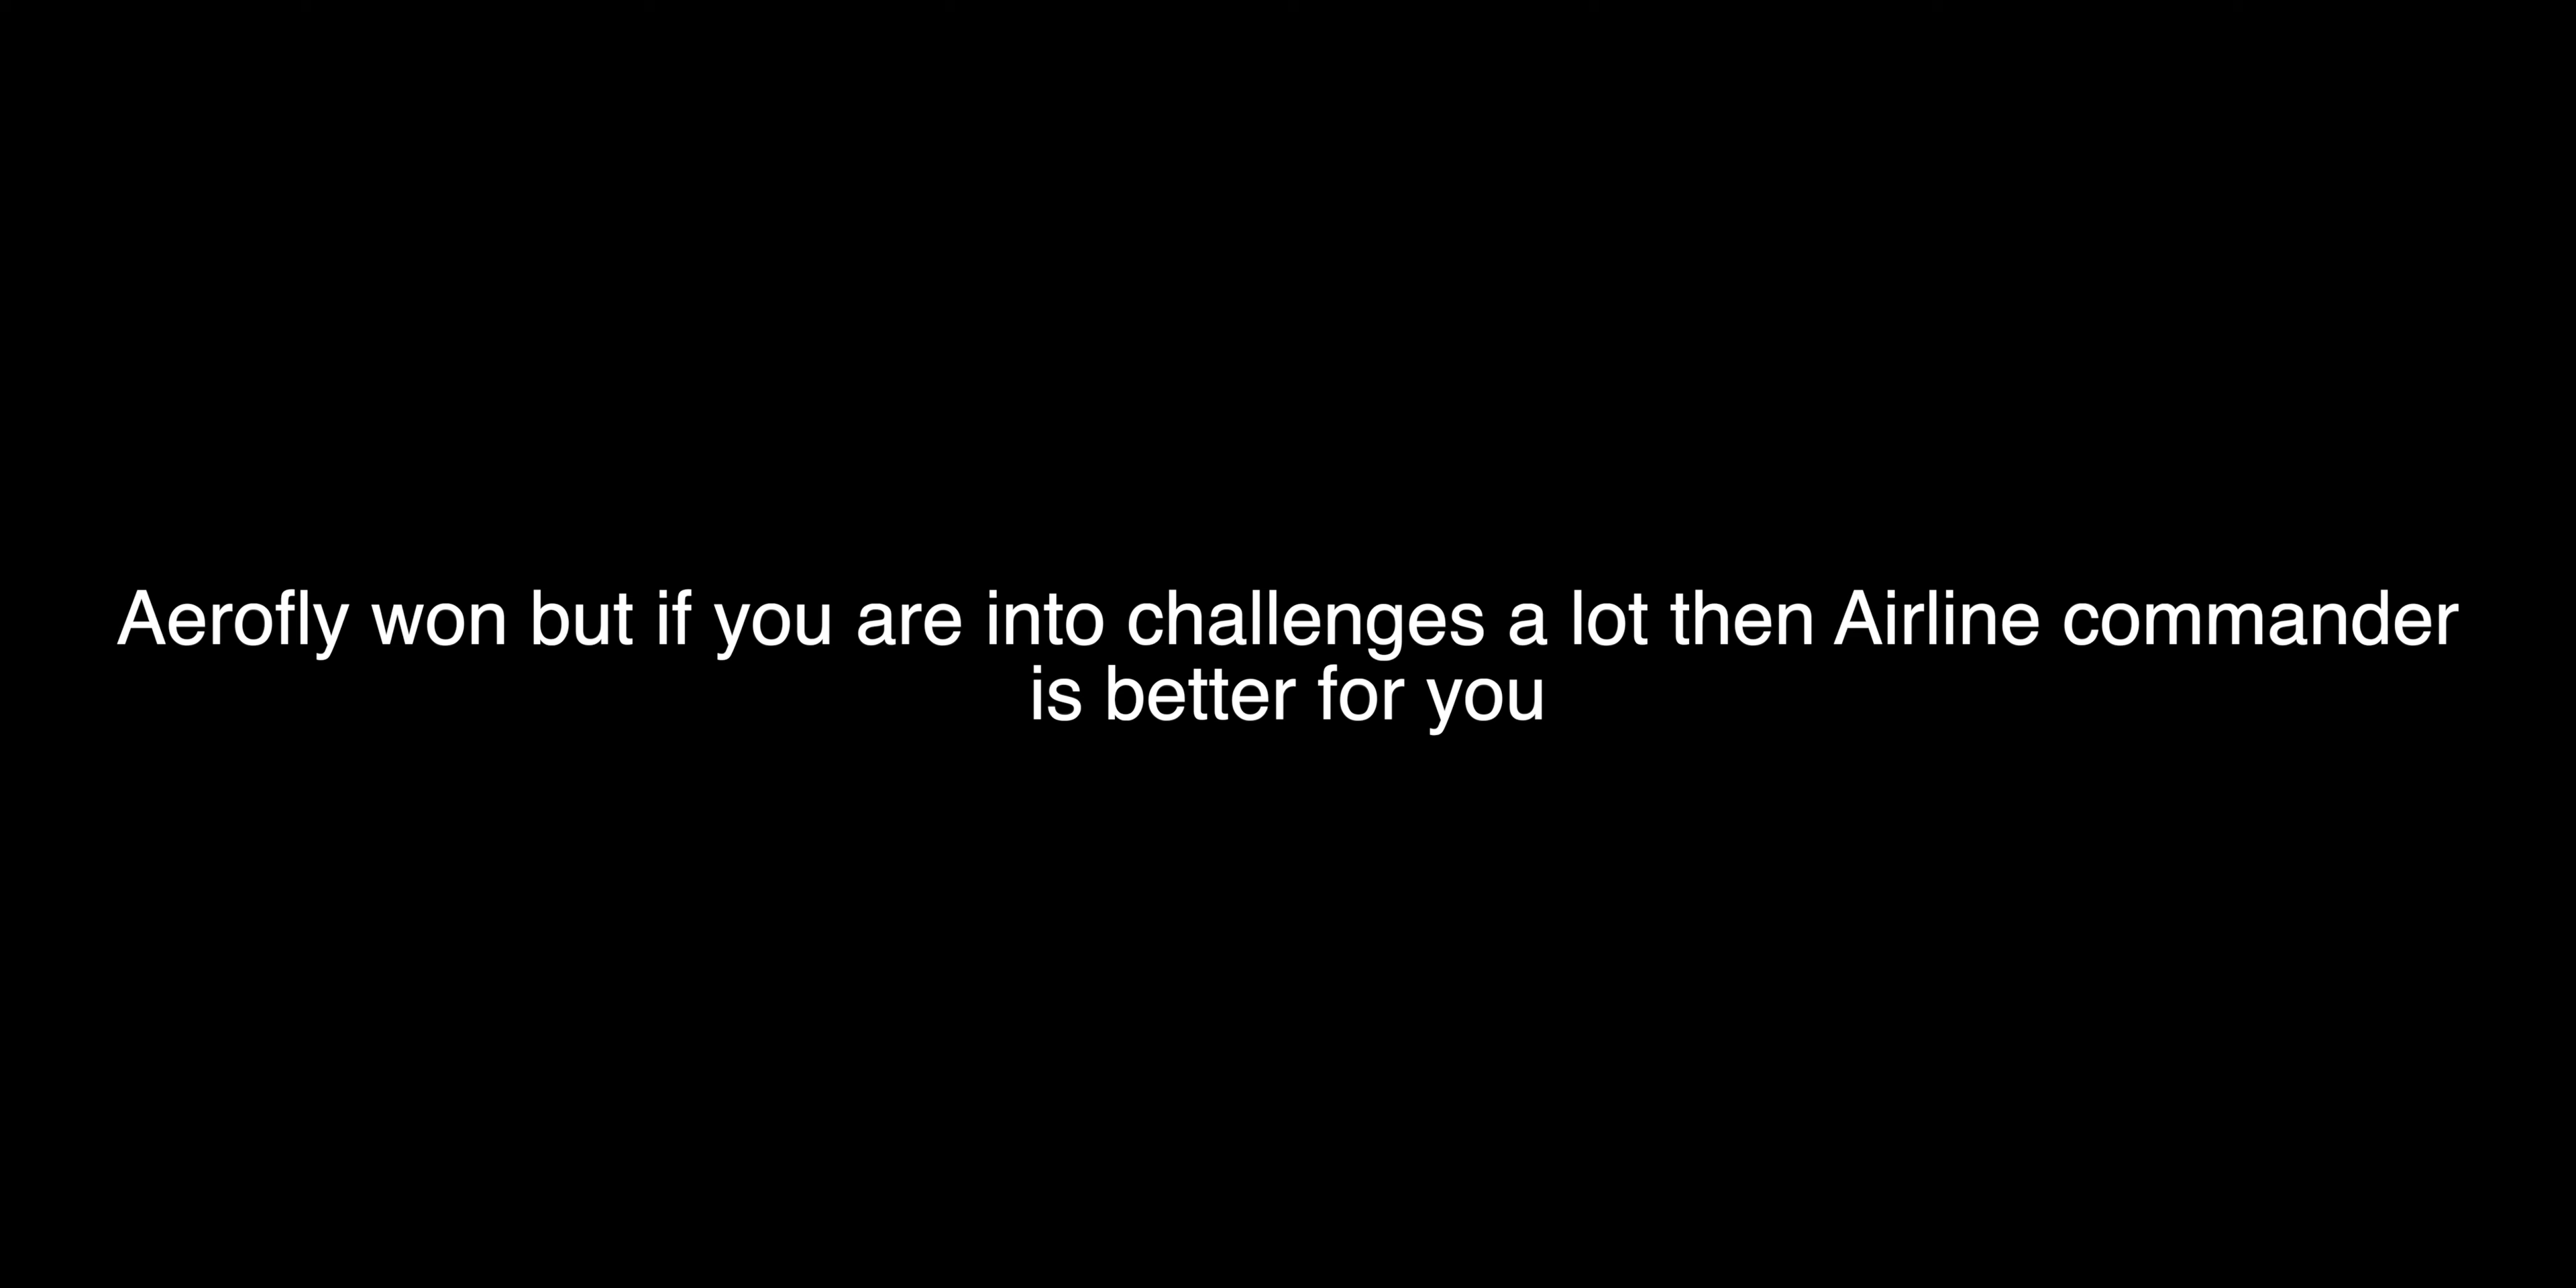 Aerofly won but if you are into challenges a lot then Airline commander
is better for you